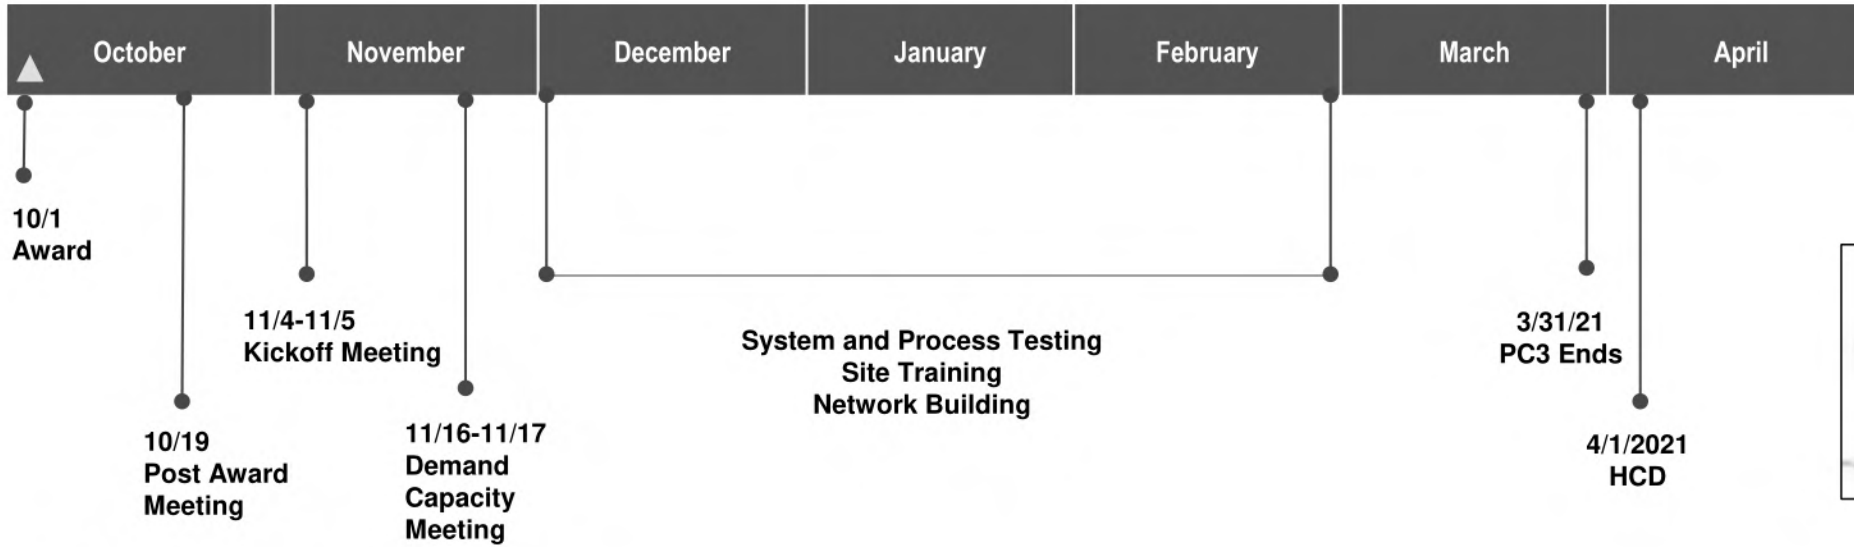 October
November
December
January
February
March
April
10/1
Award
10/19
Post Award
Meeting
11/4-11/5
Kickoff Meeting
11/16-11/17
Demand
Capacity
Meeting
System and Process Testing
Site Training
Network Building
3/31/21
PC3 Ends
4/1/2021
HCD